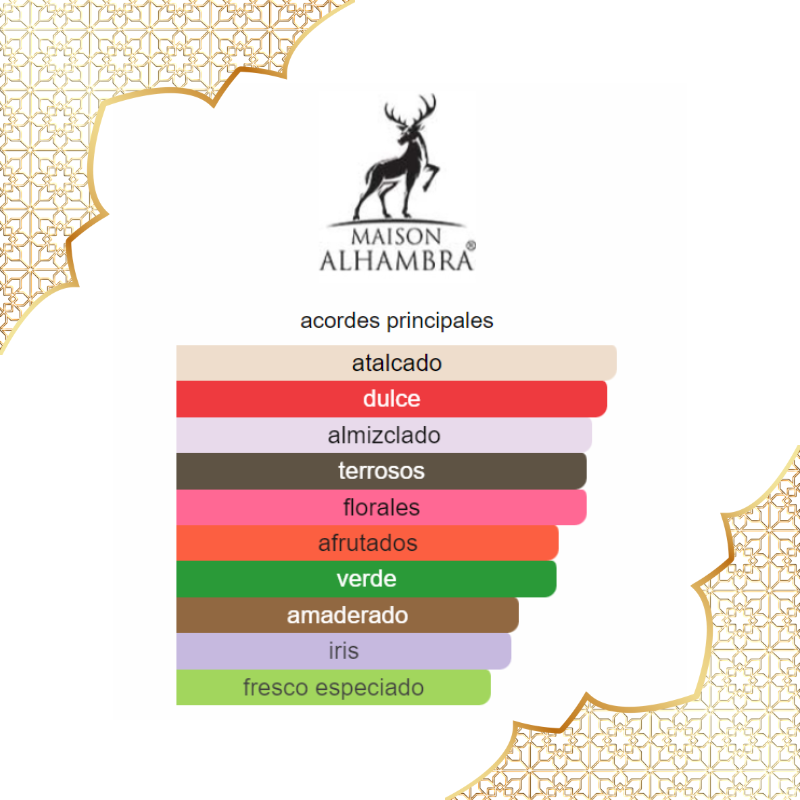 MAISON
ALHAMBRA®
acordes principales
atalcado
dulce
almizclado
terrosos
florales
afrutados
verde
amaderado
iris
fresco especiado